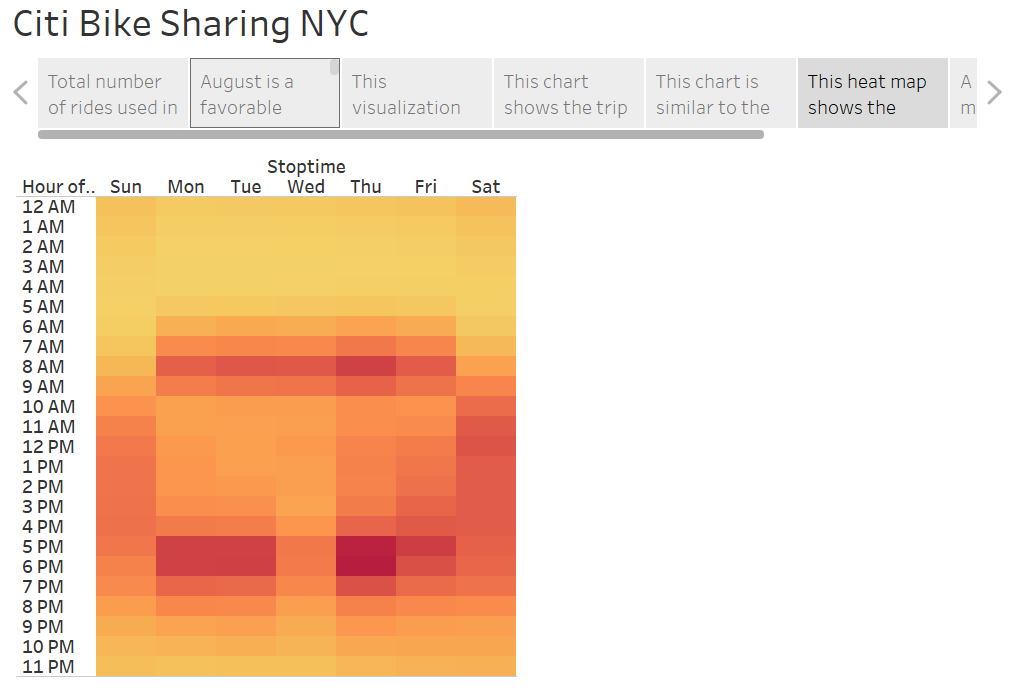 Citi Bike Sharing NYC
Total number
of rides used in
August is a
favorable
This
visualization
This chart
shows the trip
This chart is
similar to the
This heat map
shows the
A
m
Stoptime
Hour of.. Sun Mon Tue Wed Thu Fri Sat
12 AM
1 AM
2 AM
3 AM
4 AM
5 AM
6 AM
7 AM
8 AM
9 AM
10 AM
11 AM
12 PM
1 PM
2 PM
3 PM
4 PM
5 PM
6 PM
7 PM
8 PM
9 PM
10 PM
11 PM